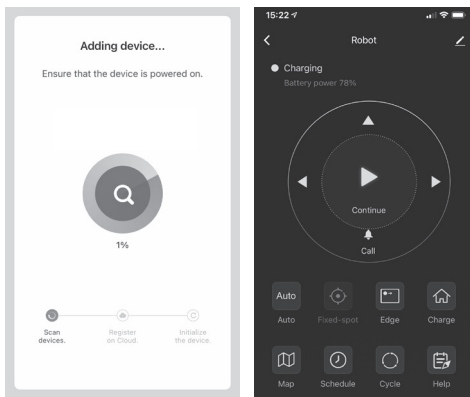 Adding device...
Ensure that the device is powered on.
1%
Scan
devices.
Register
on Cloud.
Initialize
the device.
15:22
Robot
Charging
Battery power 78%
Continue
Call
Auto
Auto
Fixed-spot
Edge
Charge
Map
Schedule
Cycle
Help